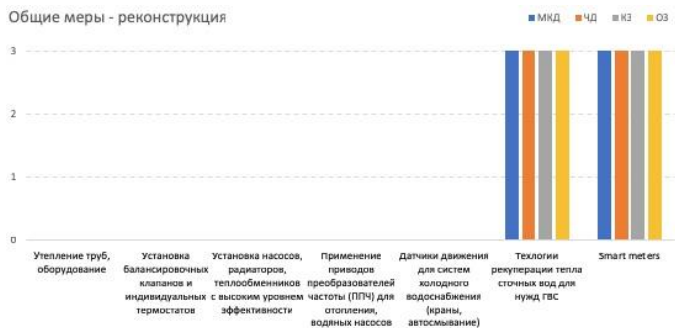 Общие меры - реконструкция
МКД ЧД КЗ ОЗ
3
2
1
0
Утепление труб,
оборудование
Установка
балансировочных
клапанов и
индивидуальных
термостатов
Установка насосов,
радиаторов,
теплообменников
с высоким уровнем
эффективности
Применение
приводов
преобразователей
частоты (ППЧ) для
отопления,
водяных насосов
Датчики движения
для систем
холодного
водоснабжения
(краны,
автосмывание)
Техлогии
рекуперации тепла
сточных вод для
нужд ГВС
Smart meters